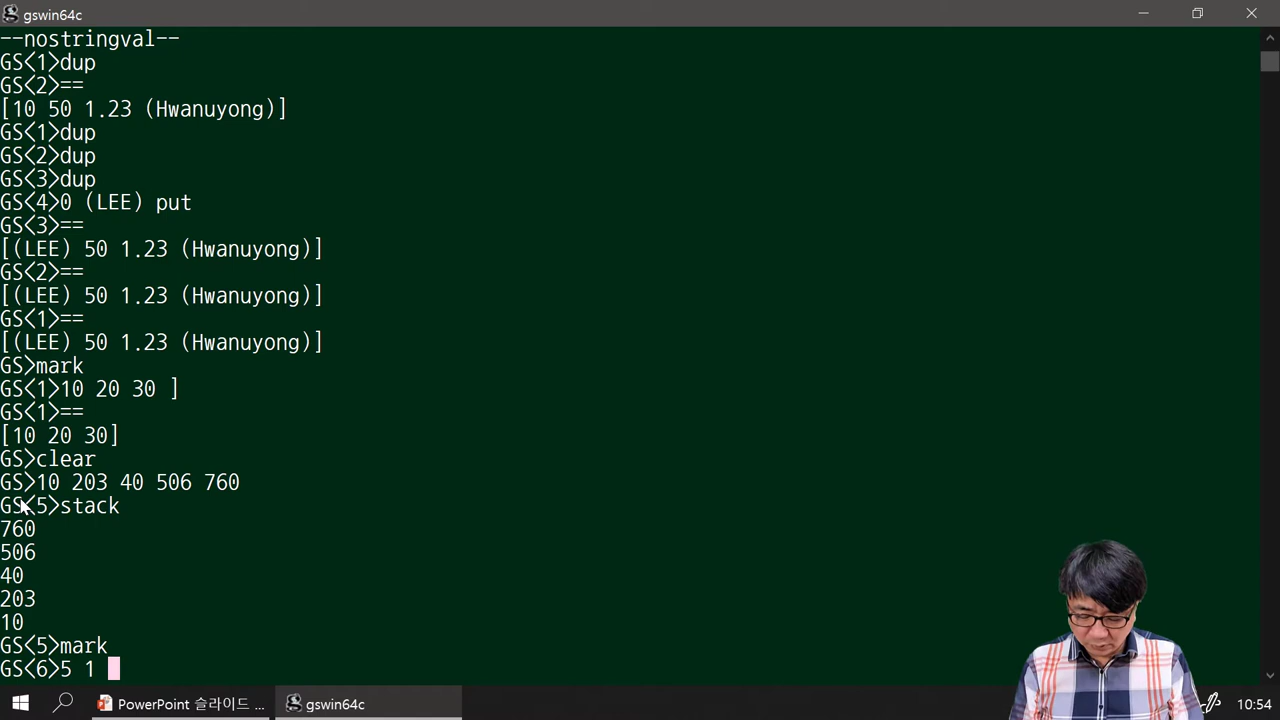 gswin64c
--nostringval--
GS<1>dup
GS<2>==
[10 50 1.23 (Hwanuyong)]
GS<1>dup
GS<2>dup
GS<3>dup
GS<4>0 (LEE) put
GS<3>==
[(LEE) 50 1.23 (Hwanuyong)]
GS<2>==
[(LEE) 50 1.23 (Hwanuyong)]
GS<1>==
[(LEE) 50 1.23 (Hwanuyong)]
GS>mark
GS<1>10 20 30 ]
GS<1>==
[10 20 30]
GS>clear
GS>10 203 40 506 760
GS<5>stack
760
506
40
203
10
GS<5>mark
GS<6>5 1
PowerPoint 슬라이드 ...
gswin64c
10:54